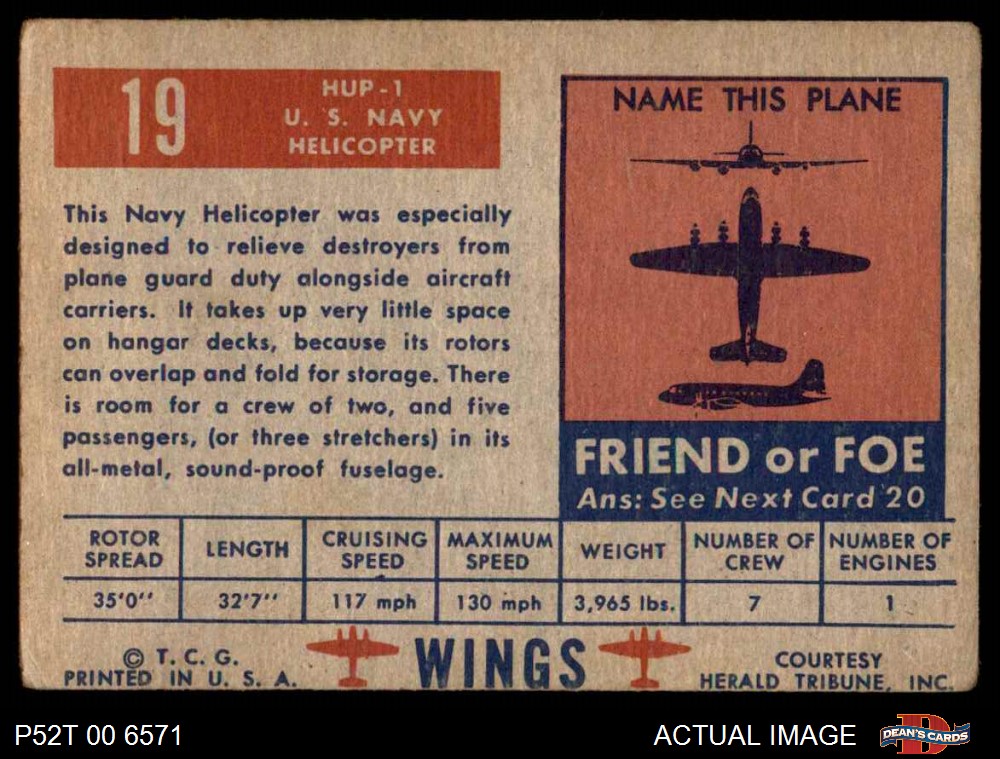 19
HUP-1
U. S. NAVY
HELICOPTER
This Navy Helicopter was especially
designed to relieve destroyers from
plane guard duty alongside aircraft
carriers. It takes up very little space
on hangar decks, because its rotors
can overlap and fold for storage. There
is room for a crew of two, and five
passengers, (or three stretchers) in its
all-metal, sound-proof fuselage.
NAME THIS PLANE
FRIEND or FOE
Ans: See Next Card 20
ROTOR SPREAD LENGTH CRUISING SPEED MAXIMUM SPEED WEIGHT NUMBER OF CREW NUMBER OF ENGINES
35'0'' 32'7'' 117 mph 130 mph 3,965 lbs. 7 1
© T. C. G.
PRINTED IN U. S. A.
WINGS
COURTESY
HERALD TRIBUNE, INC.
P52T 00 6571
ACTUAL IMAGE
D
DEAN'S CARDS